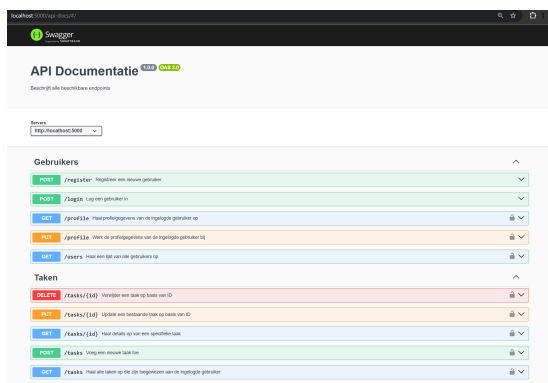 localhost:5000/api-docs/#/
Swagger
Supported by SMARTBEAR
API Documentatie 1.0.0 OAS 3.0
Beschrijft alle beschikbare endpoints
Servers
http://localhost:5000
Gebruikers
POST /register Registreer een nieuwe gebruiker
POST /login Log een gebruiker in
GET /profile Haal profielgegevens van de ingelogde gebruiker op
PUT /profile Werk de profielgegevens van de ingelogde gebruiker bij
GET /users Haal een lijst van alle gebruikers op
Taken
DELETE /tasks/{id} Verwijder een taak op basis van ID
PUT /tasks/{id} Update een bestaande taak op basis van ID
GET /tasks/{id} Haal details op van een specifieke taak
POST /tasks Voeg een nieuwe taak toe
GET /tasks Haal alle taken op die zijn toegewezen aan de ingelogde gebruiker